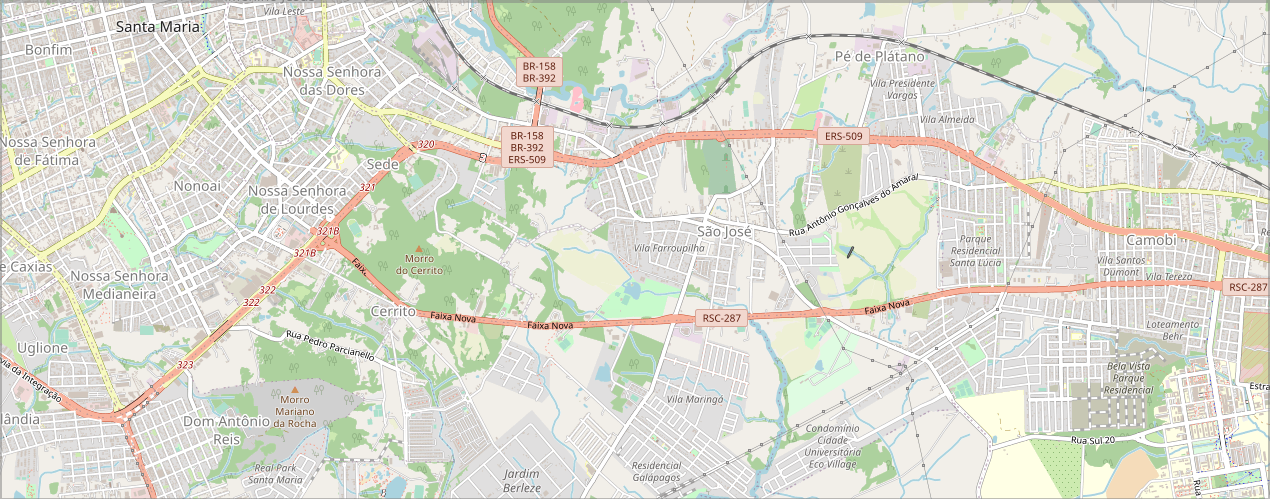 Santa Maria
Vila Leste
Bonfim
Nossa Senhora
das Dores
BR-158
BR-392
Pé de Plátano
Vila Presidente
Vargas
Vila Almeida
Nossa Senhora
de Fátima
Sede
320
BR-158
BR-392
ERS-509
ERS-509
Nonoai
321
Nossa Senhora
de Lourdes
321B
321B
Rua Antônio Gonçalves do Amaral
São José
Vila Farroupilha
Parque
Residencial
Santa Lúcia
Camobi
Vila Santos
Dumont
Vila Tereza
e Caxias
Nossa Senhora
Medianeira
Morro
do Cerrito
Faix
322
322
Cerrito
Faixa Nova
Faixa Nova
RSC-287
Faixa Nova
RSC-287
Loteamento
Behr
Uglione
Rua Pedro Parcianello
323
via da Integração
Bela Vista
Parque
Residencial
Estra
Morro
Mariano
da Rocha
Vila Maringá
lândia
Dom Antônio
Reis
Condomínio
Cidade
Universitária
Eco Village
Rua Sul 20
Real Park
Santa Maria
Jardim
Berleze
Residencial
Galápagos
Rua